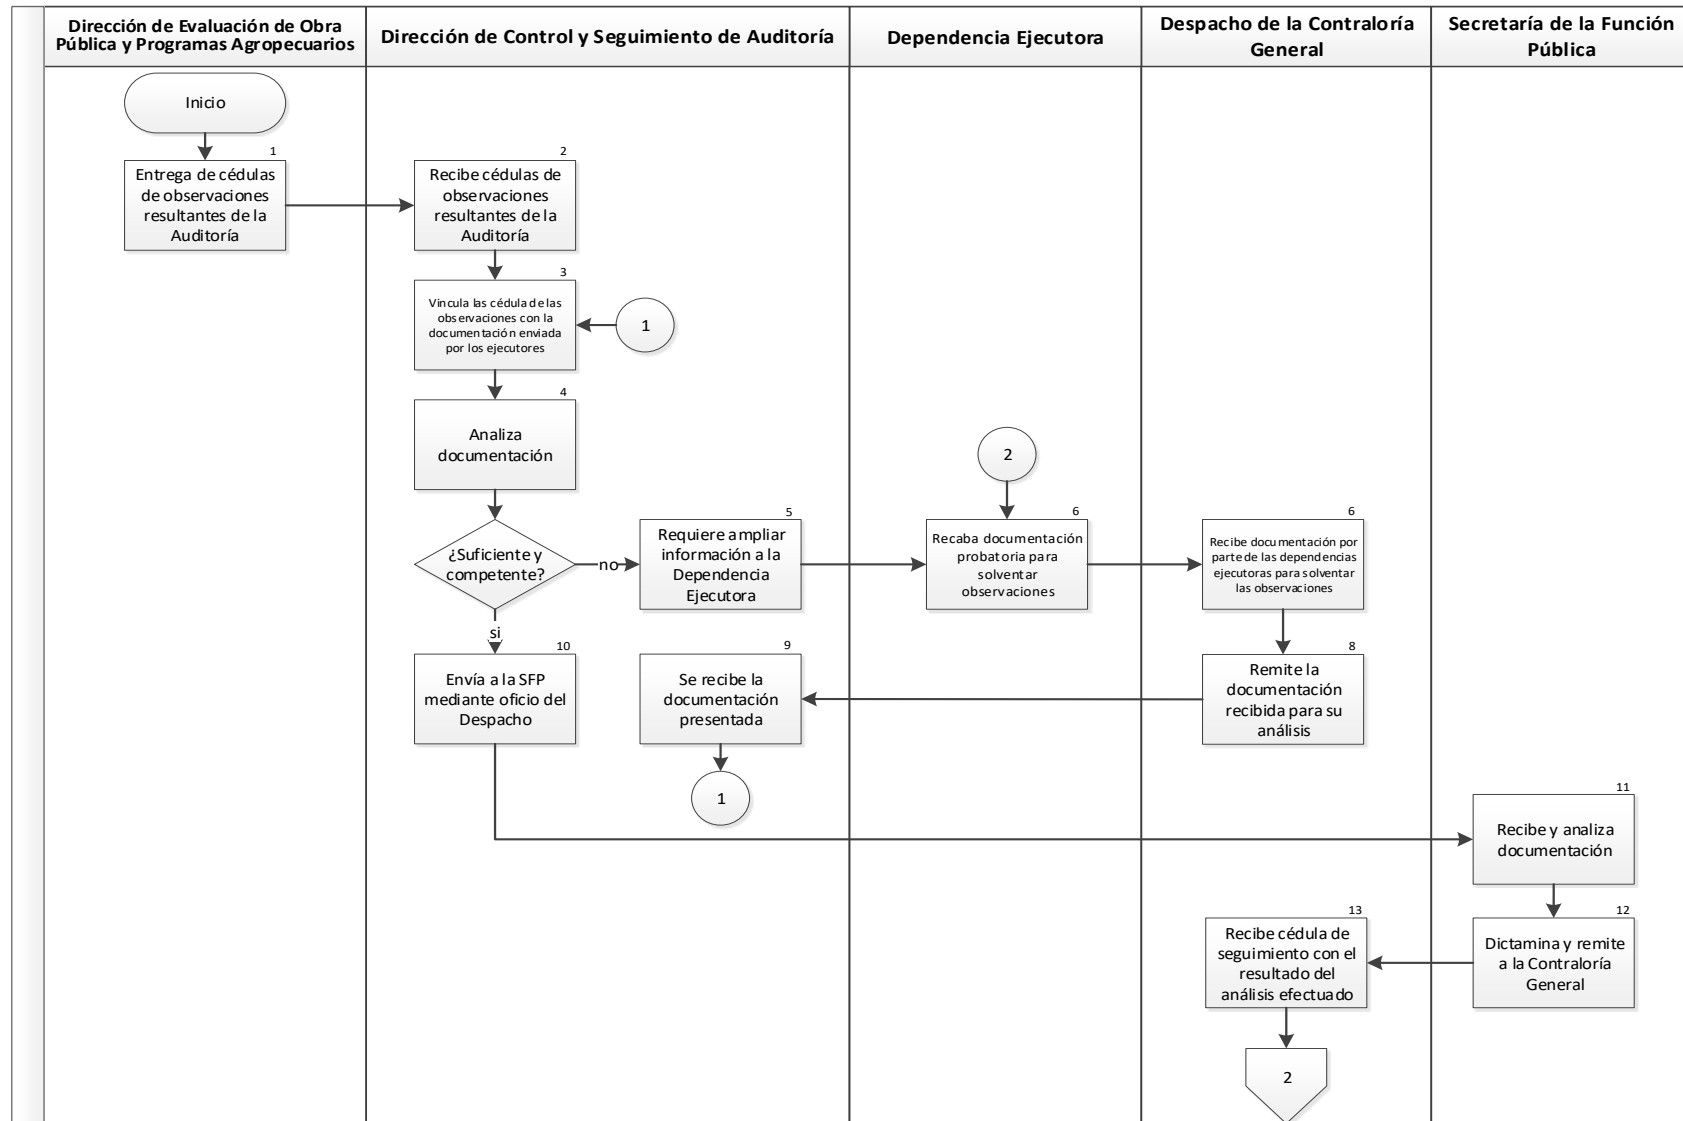 Dirección de Evaluación de Obra
Pública y Programas Agropecuarios
Dirección de Control y Seguimiento de Auditoría
Dependencia Ejecutora
Despacho de la Contraloría
General
Secretaría de la Función
Pública
Inicio
1
Entrega de cédulas
de observaciones
resultantes de la
Auditoría
2
Recibe cédulas de
observaciones
resultantes de la
Auditoría
3
Vincula las cédula de las
observaciones con la
documentación enviada
por los ejecutores
1
4
Analiza
documentación
¿Suficiente y
competente?
no
si
5
Requiere ampliar
información a la
Dependencia
Ejecutora
2
6
Recaba documentación
probatoria para
solventar
observaciones
6
Recibe documentación por
parte de las dependencias
ejecutoras para solventar
las observaciones
8
Remite la
documentación
recibida para su
análisis
9
Se recibe la
documentación
presentada
1
10
Envía a la SFP
mediante oficio del
Despacho
11
Recibe y analiza
documentación
12
Dictamina y remite
a la Contraloría
General
13
Recibe cédula de
seguimiento con el
resultado del
análisis efectuado
2